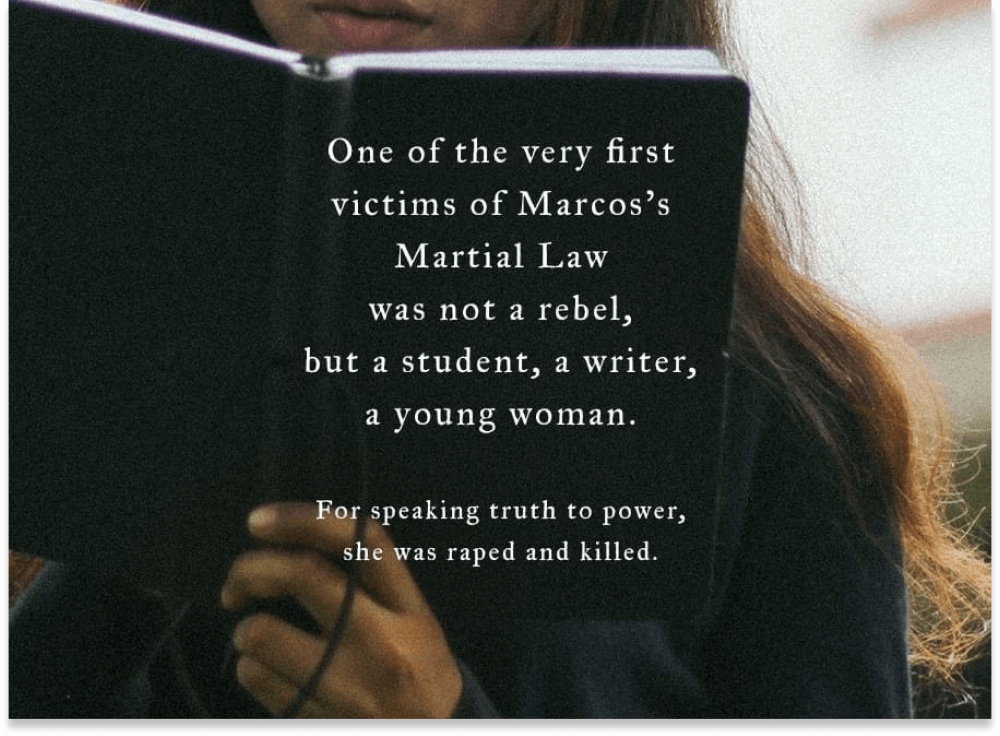 One of the very first
victims of Marcos’s
Martial Law
was not a rebel,
but a student, a writer,
a young woman.
For speaking truth to power,
she was raped and killed.